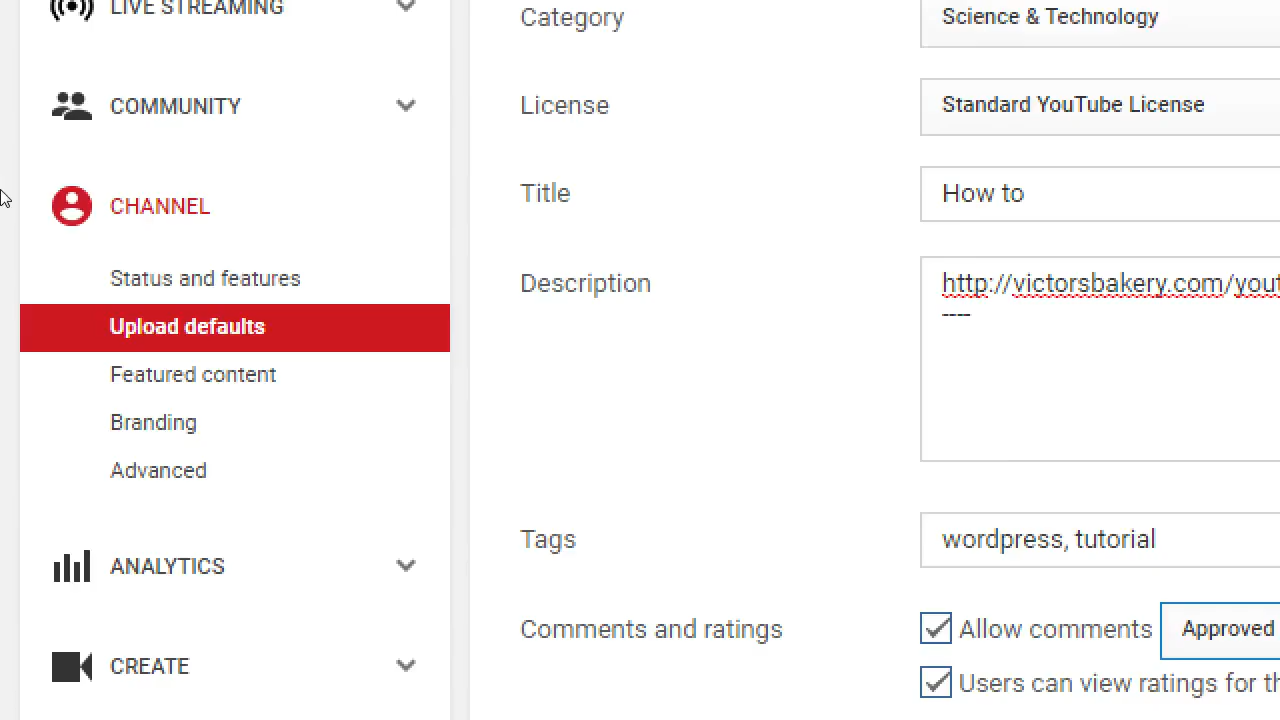 LIVE STREAMING
COMMUNITY
CHANNEL
Status and features
Upload defaults
Featured content
Branding
Advanced
ANALYTICS
CREATE
Category
Science & Technology
License
Standard YouTube License
Title
How to
Description
http://victorsbakery.com/yout
----
Tags
wordpress, tutorial
Comments and ratings
Allow comments
Approved
Users can view ratings for th